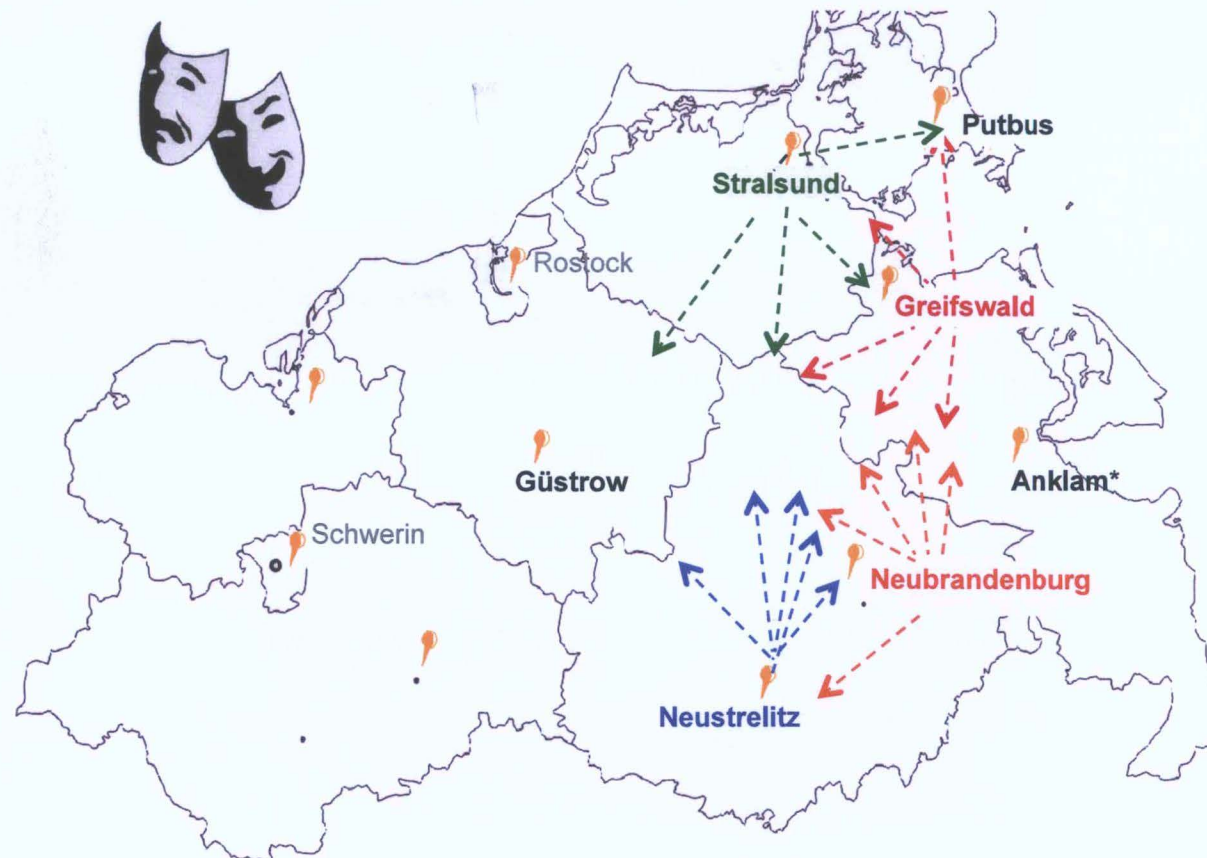 Putbus
Stralsund
Rostock
Greifswald
Güstrow
Anklam*
Schwerin
Neubrandenburg
Neustrelitz